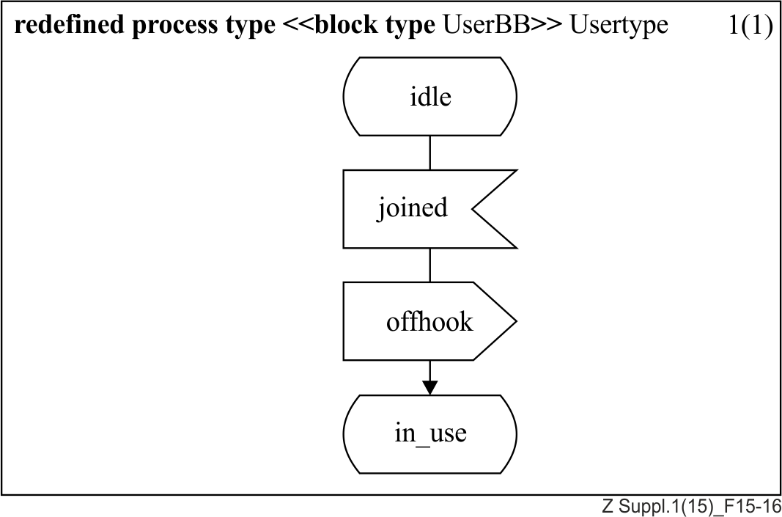 redefined process type <<block type UserBB>> Usertype 1(1)
idle
joined
offhook
in_use
Z Suppl.1(15)_F15-16